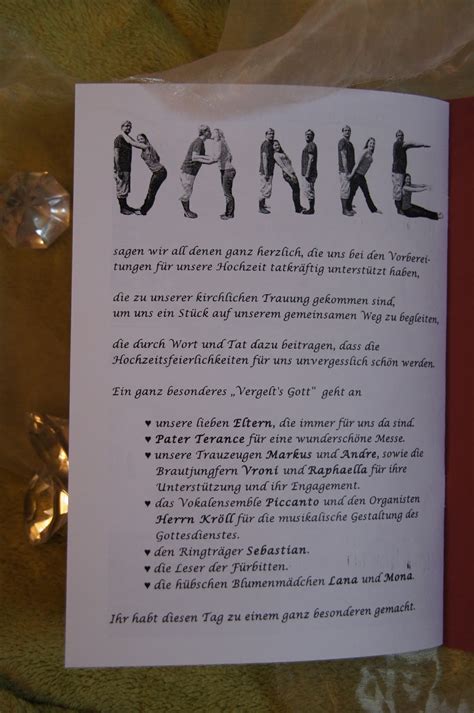 DANKE
sagen wir all denen ganz herzlich, die uns bei den Vorberei-
tungen für unsere Hochzeit tatkräftig unterstützt haben,
die zu unserer kirchlichen Trauung gekommen sind,
um uns ein Stück auf unserem gemeinsamen Weg zu begleiten,
die durch Wort und Tat dazu beitragen, dass die
Hochzeitsfeierlichkeiten für uns unvergesslich schön werden.
Ein ganz besonderes „Vergelt's Gott" geht an
♥ unsere lieben Eltern, die immer für uns da sind.
♥ Pater Terance für eine wunderschöne Messe.
♥ unsere Trauzeugen Markus und Andre, sowie die
Brautjungfern Vroni und Raphaella für ihre
Unterstützung und ihr Engagement.
♥ das Vokalensemble Piccanto und den Organisten
Herrn Kröll für die musikalische Gestaltung des
Gottesdienstes.
♥ den Ringträger Sebastian.
♥ die Leser der Fürbitten.
♥ die hübschen Blumenmädchen Lana und Mona.
Ihr habt diesen Tag zu einem ganz besonderen gemacht.